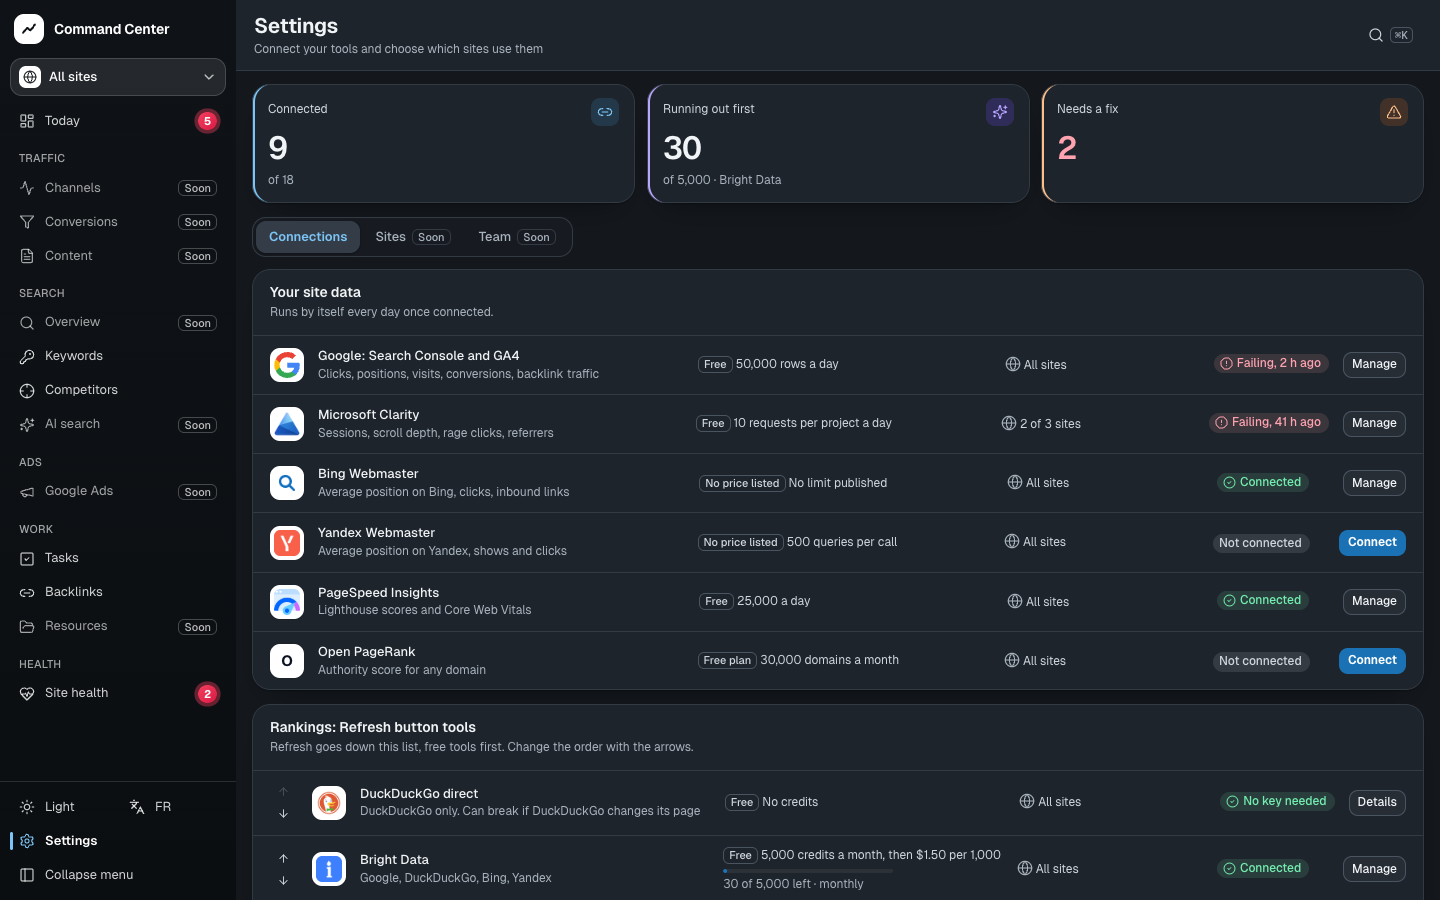 Command Center
All sites
Today
5
TRAFFIC
Channels
Soon
Conversions
Soon
Content
Soon
SEARCH
Overview
Soon
Keywords
Competitors
AI search
Soon
ADS
Google Ads
Soon
WORK
Tasks
Backlinks
Resources
Soon
HEALTH
Site health
2
Light
FR
Settings
Collapse menu
Settings
Connect your tools and choose which sites use them
⌘K
Connected
9
of 18
Running out first
30
of 5,000 · Bright Data
Needs a fix
2
Connections
Sites Soon
Team Soon
Your site data
Runs by itself every day once connected.
Google: Search Console and GA4
Clicks, positions, visits, conversions, backlink traffic
Free 50,000 rows a day
All sites
Failing, 2 h ago
Manage
Microsoft Clarity
Sessions, scroll depth, rage clicks, referrers
Free 10 requests per project a day
2 of 3 sites
Failing, 41 h ago
Manage
Bing Webmaster
Average position on Bing, clicks, inbound links
No price listed No limit published
All sites
Connected
Manage
Yandex Webmaster
Average position on Yandex, shows and clicks
No price listed 500 queries per call
All sites
Not connected
Connect
PageSpeed Insights
Lighthouse scores and Core Web Vitals
Free 25,000 a day
All sites
Connected
Manage
O
Open PageRank
Authority score for any domain
Free plan 30,000 domains a month
All sites
Not connected
Connect
Rankings: Refresh button tools
Refresh goes down this list, free tools first. Change the order with the arrows.
DuckDuckGo direct
DuckDuckGo only. Can break if DuckDuckGo changes its page
Free No credits
All sites
No key needed
Details
Bright Data
Google, DuckDuckGo, Bing, Yandex
Free 5,000 credits a month, then $1.50 per 1,000
30 of 5,000 left · monthly
All sites
Connected
Manage